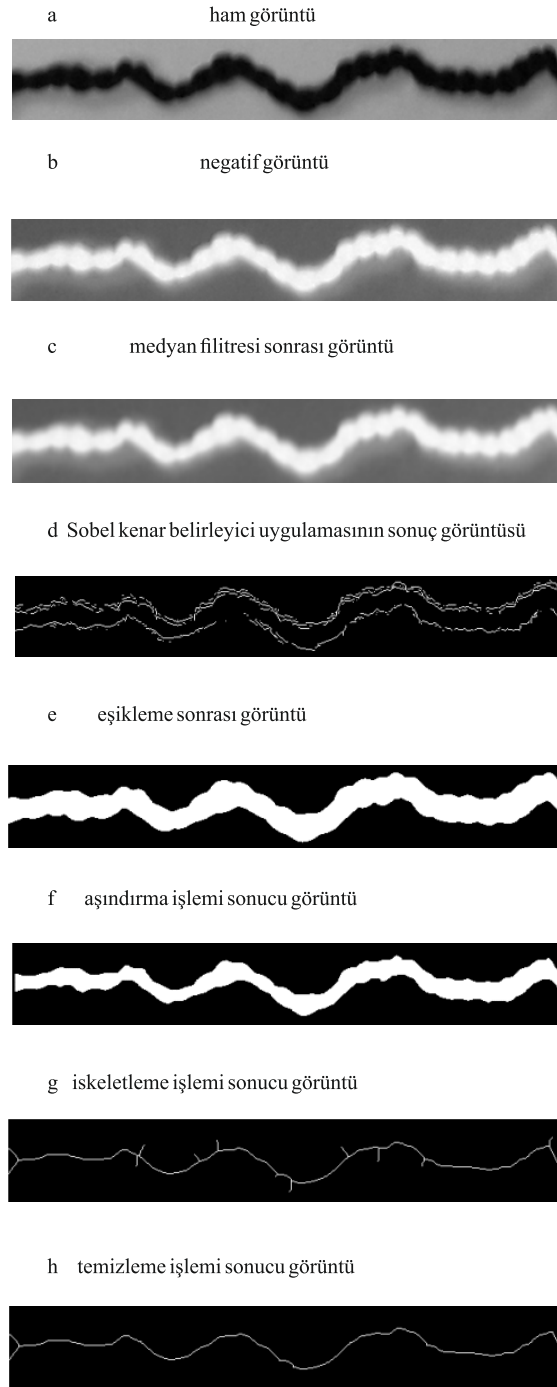 a ham görüntü
b negatif görüntü
c medyan filitresi sonrası görüntü
d Sobel kenar belirleyici uygulamasının sonuç görüntüsü
e eşikleme sonrası görüntü
f aşındırma işlemi sonucu görüntü
g iskeletleme işlemi sonucu görüntü
h temizleme işlemi sonucu görüntü